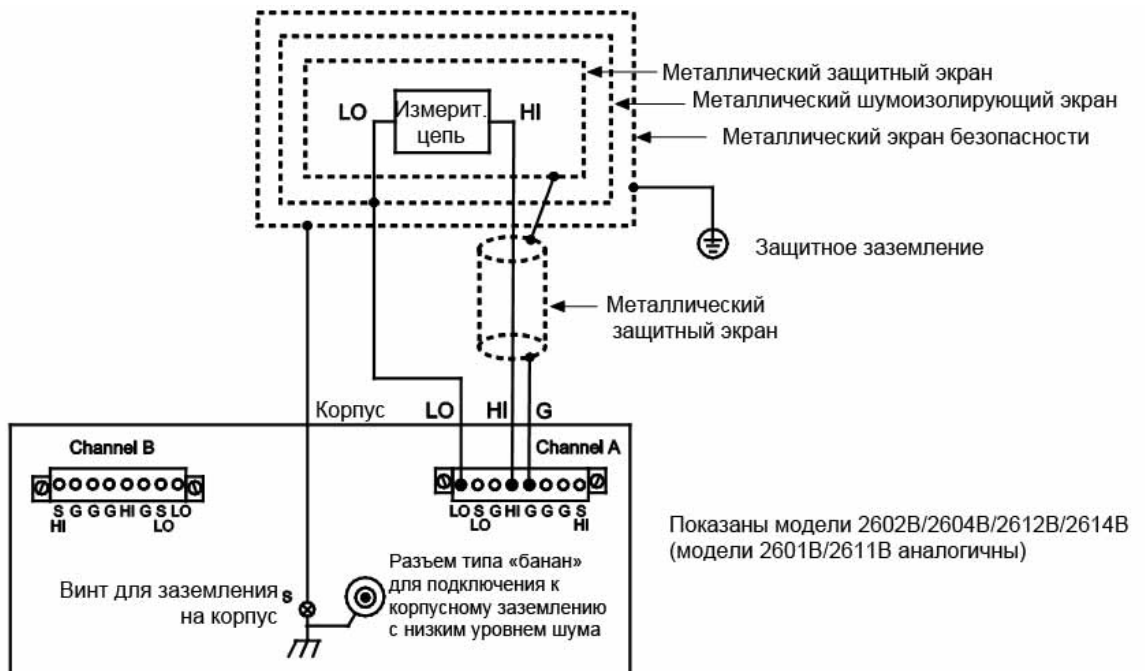 Металлический защитный экран
Металлический шумоизолирующий экран
Металлический экран безопасности
LO
Измерит.
цепь
HI
Защитное заземление
Металлический
защитный экран
Корпус
LO
HI
G
Channel B
Channel A
S G G G HI G S LO
HI LO
LO S G HI G G G S
LO HI
Показаны модели 2602B/2604B/2612B/2614B
(модели 2601B/2611B аналогичны)
Винт для заземления
на корпус
S
Разъем типа «банан»
для подключения к
корпусному заземлению
с низким уровнем шума